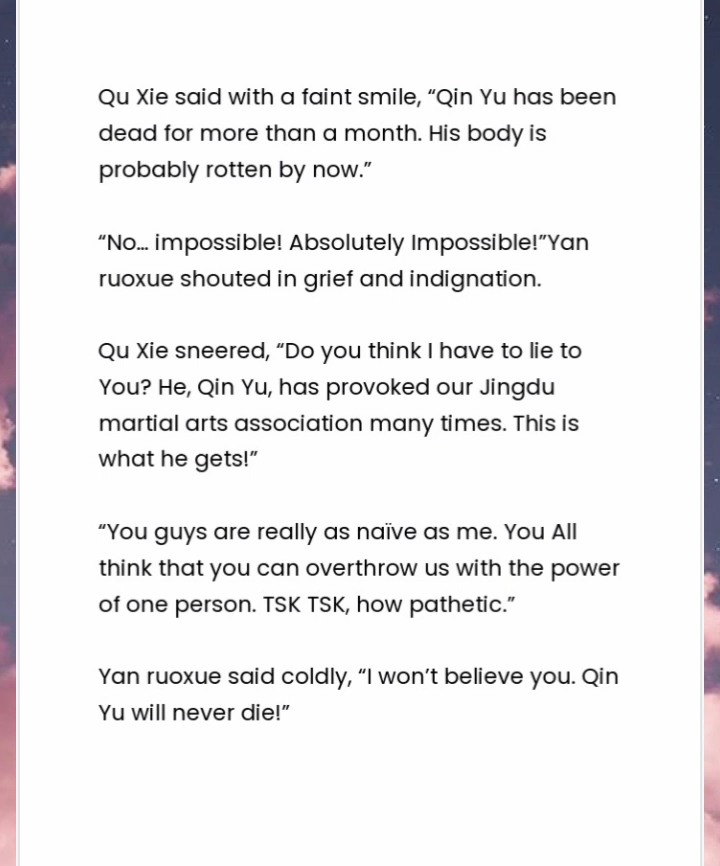 Qu Xie said with a faint smile, “Qin Yu has been
dead for more than a month. His body is
probably rotten by now.”
“No… impossible! Absolutely Impossible!”Yan
ruoxue shouted in grief and indignation.
Qu Xie sneered, “Do you think I have to lie to
You? He, Qin Yu, has provoked our Jingdu
martial arts association many times. This is
what he gets!”
“You guys are really as naïve as me. You All
think that you can overthrow us with the power
of one person. TSK TSK, how pathetic.”
Yan ruoxue said coldly, “I won’t believe you. Qin
Yu will never die!”